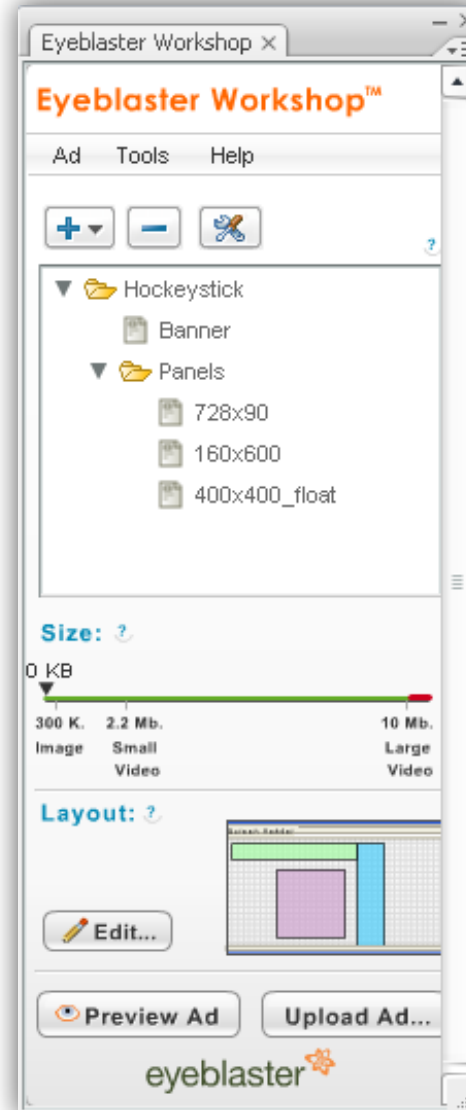 Eyeblaster Workshop
Eyeblaster Workshop™
Ad Tools Help
?
Hockeystick
Banner
Panels
728x90
160x600
400x400_float
Size: ?
0 KB
300 K. 2.2 Mb. 10 Mb.
Image Small Large
Video Video
Layout: ?
Edit...
Preview Ad Upload Ad...
eyeblaster